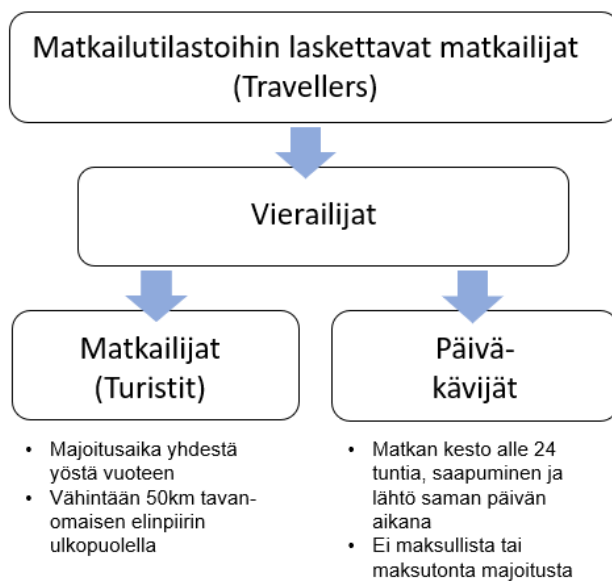 Matkailutilastoihin laskettavat matkailijat
(Travellers)
Vierailijat
Matkailijat
(Turistit)
• Majoitusaika yhdestä
yöstä vuoteen
• Vähintään 50km tavan-
omaisen elinpiirin
ulkopuolella
Päivä-
kävijät
• Matkan kesto alle 24
tuntia, saapuminen ja
lähtö saman päivän
aikana
• Ei maksullista tai
maksutonta majoitusta